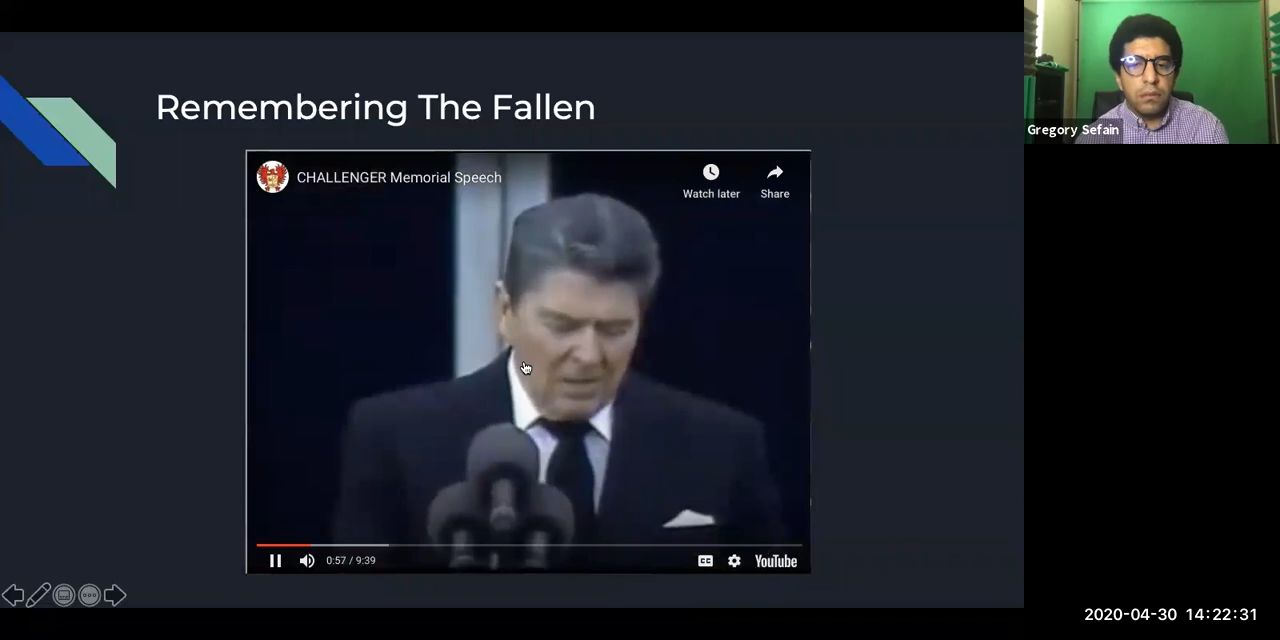 Remembering The Fallen
CHALLENGER Memorial Speech
Watch later
Share
0:57 / 9:39
CC
YouTube
Gregory Sefain
2020-04-30 14:22:31